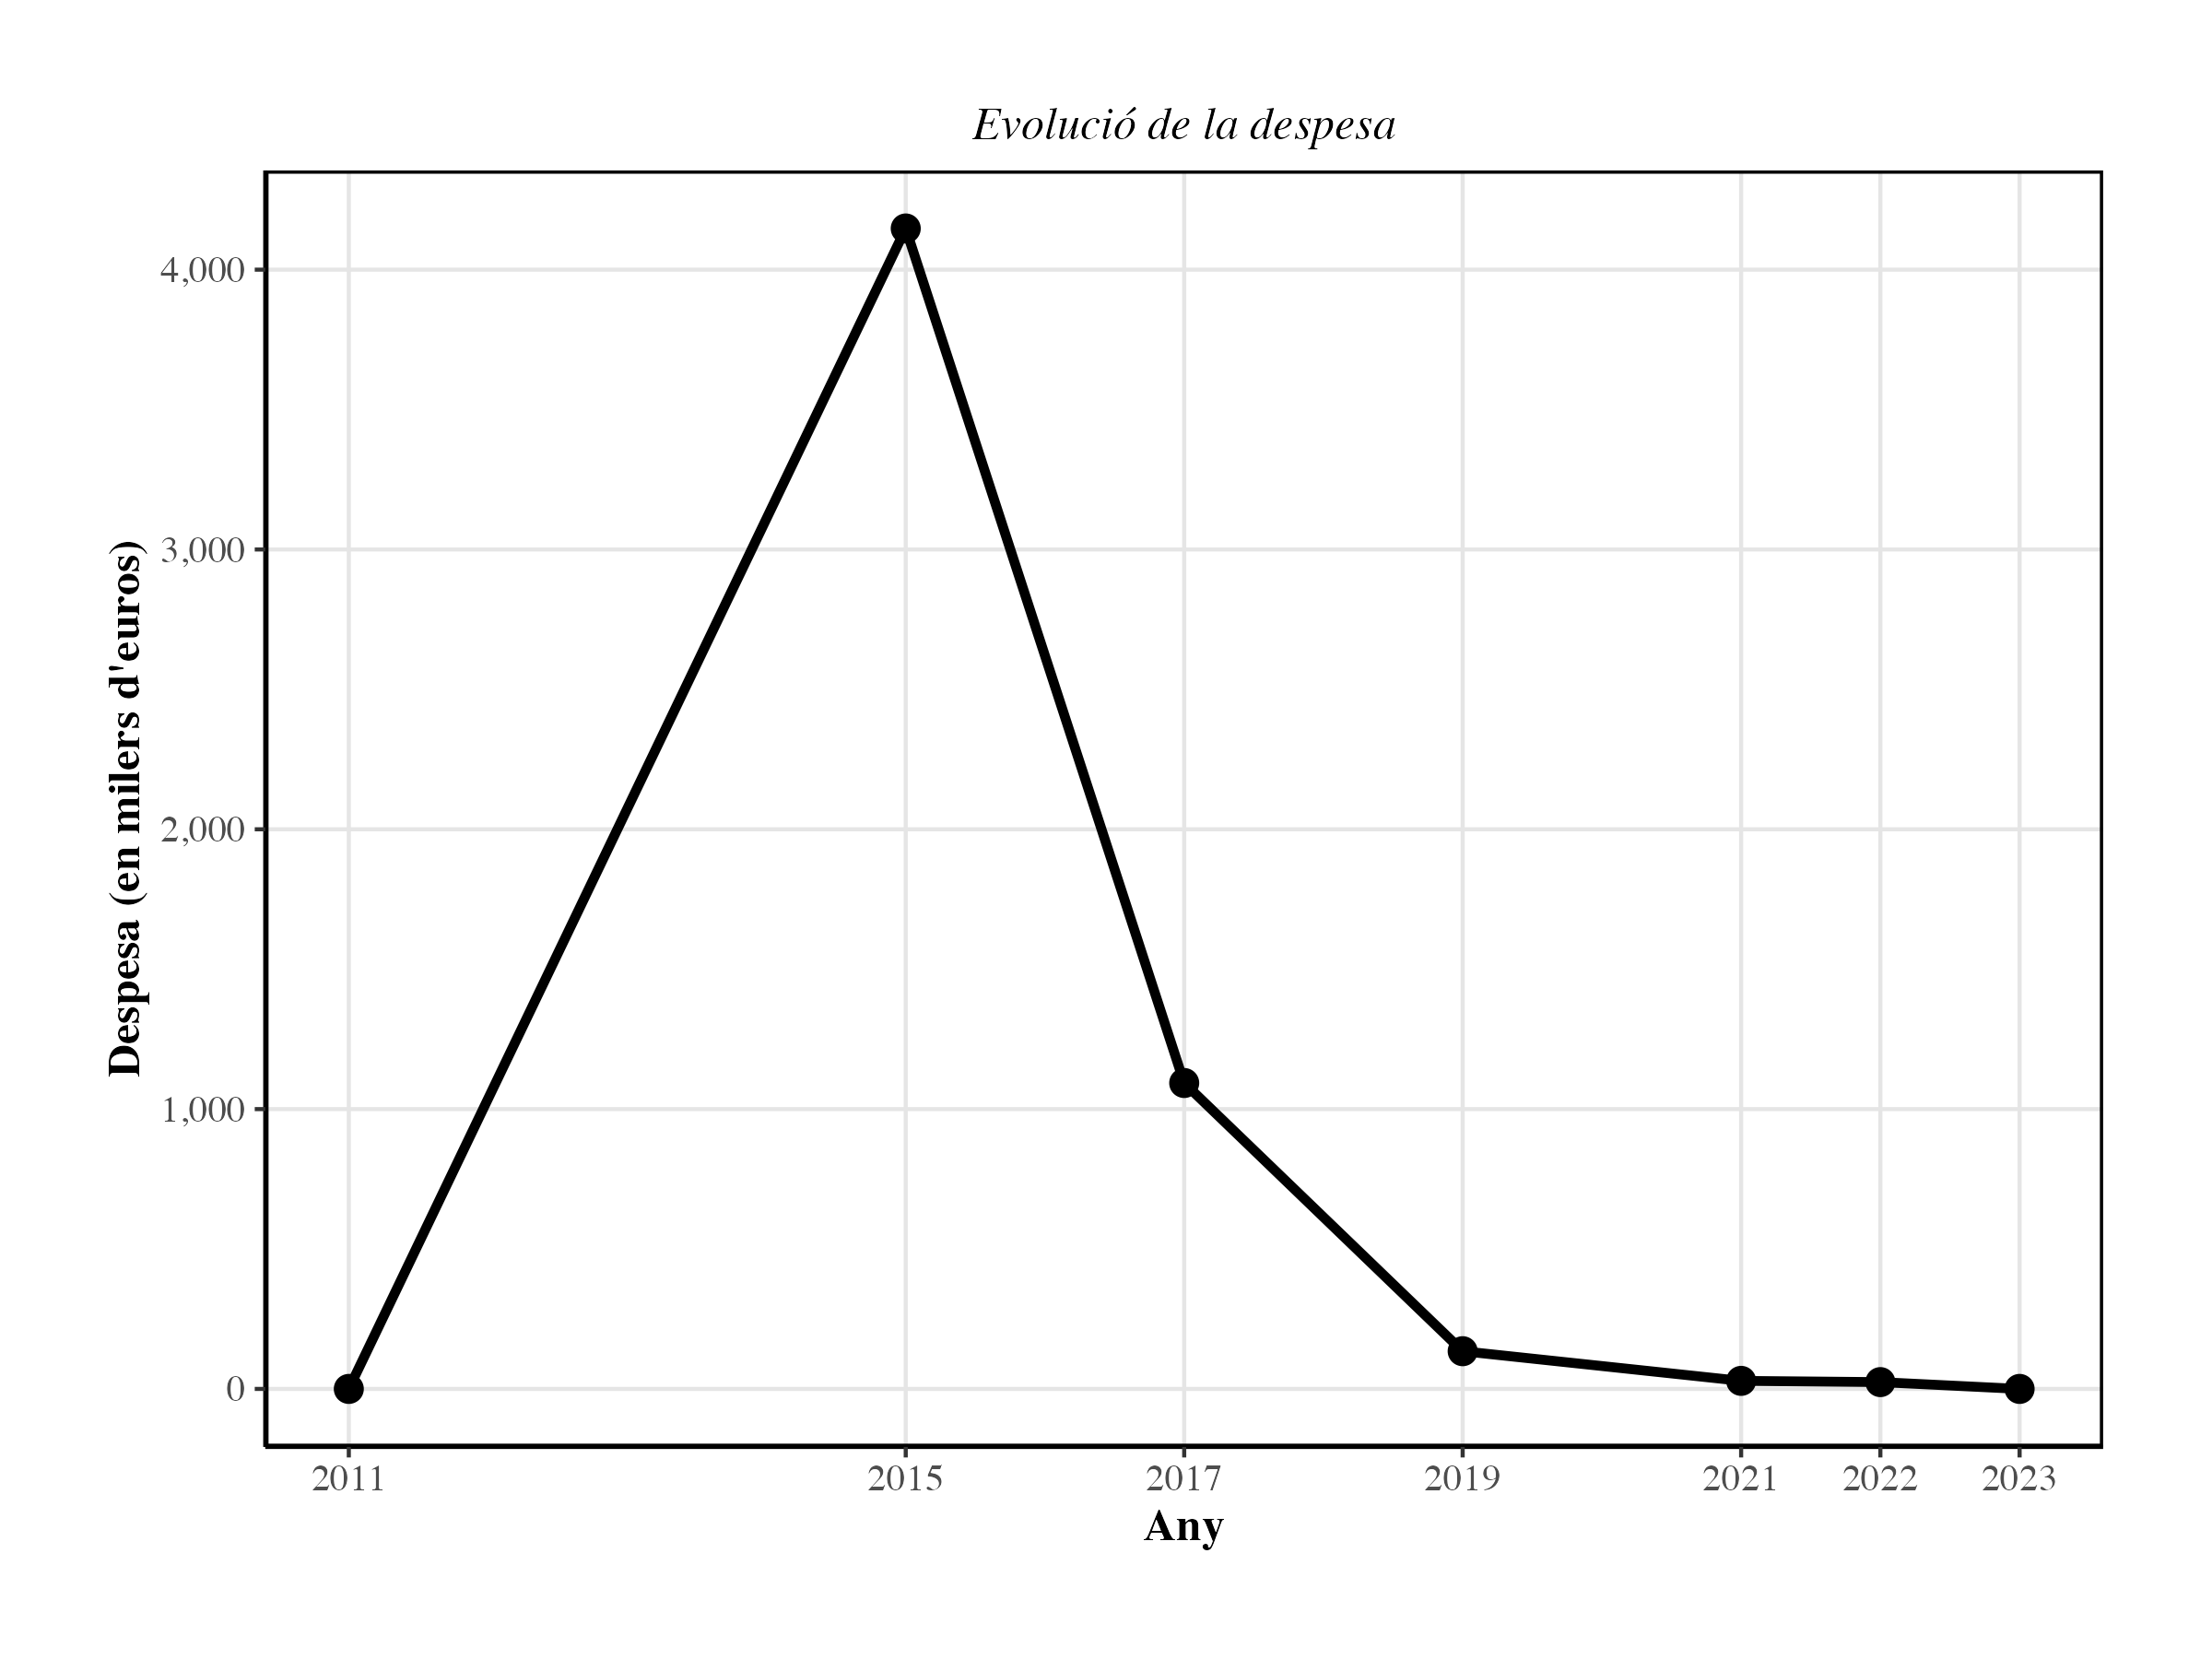 Evolució de la despesa
Despesa (en milers d'euros)
4,000
3,000
2,000
1,000
0
2011 2015 2017 2019 2021 2022 2023
Any